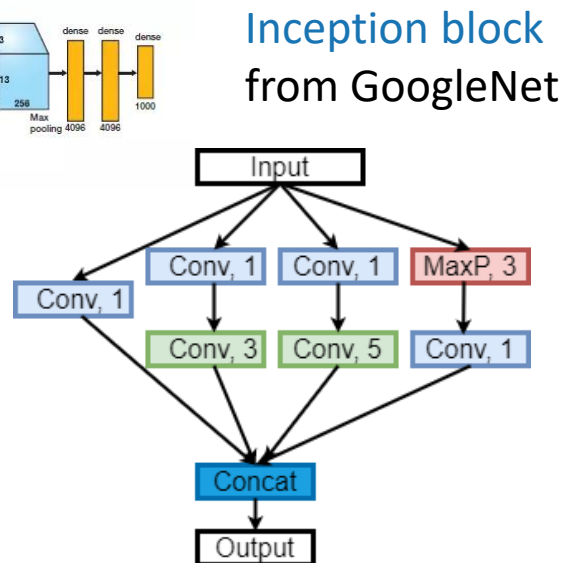 3
13
256
dense dense dense
Max
pooling 4096 4096
1000
Inception block
from GoogleNet
Input
Conv, 1 Conv, 1 MaxP, 3
Conv, 1
Conv, 3 Conv, 5 Conv, 1
Concat
Output